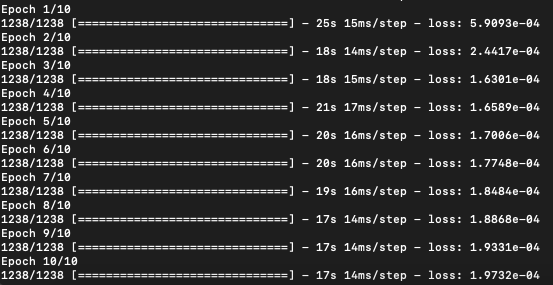 Epoch 1/10
1238/1238 [==============================] - 25s 15ms/step - loss: 5.9093e-04
Epoch 2/10
1238/1238 [==============================] - 18s 14ms/step - loss: 2.4417e-04
Epoch 3/10
1238/1238 [==============================] - 18s 15ms/step - loss: 1.6301e-04
Epoch 4/10
1238/1238 [==============================] - 21s 17ms/step - loss: 1.6589e-04
Epoch 5/10
1238/1238 [==============================] - 20s 16ms/step - loss: 1.7006e-04
Epoch 6/10
1238/1238 [==============================] - 20s 16ms/step - loss: 1.7748e-04
Epoch 7/10
1238/1238 [==============================] - 19s 16ms/step - loss: 1.8484e-04
Epoch 8/10
1238/1238 [==============================] - 17s 14ms/step - loss: 1.8868e-04
Epoch 9/10
1238/1238 [==============================] - 17s 14ms/step - loss: 1.9331e-04
Epoch 10/10
1238/1238 [==============================] - 17s 14ms/step - loss: 1.9732e-04